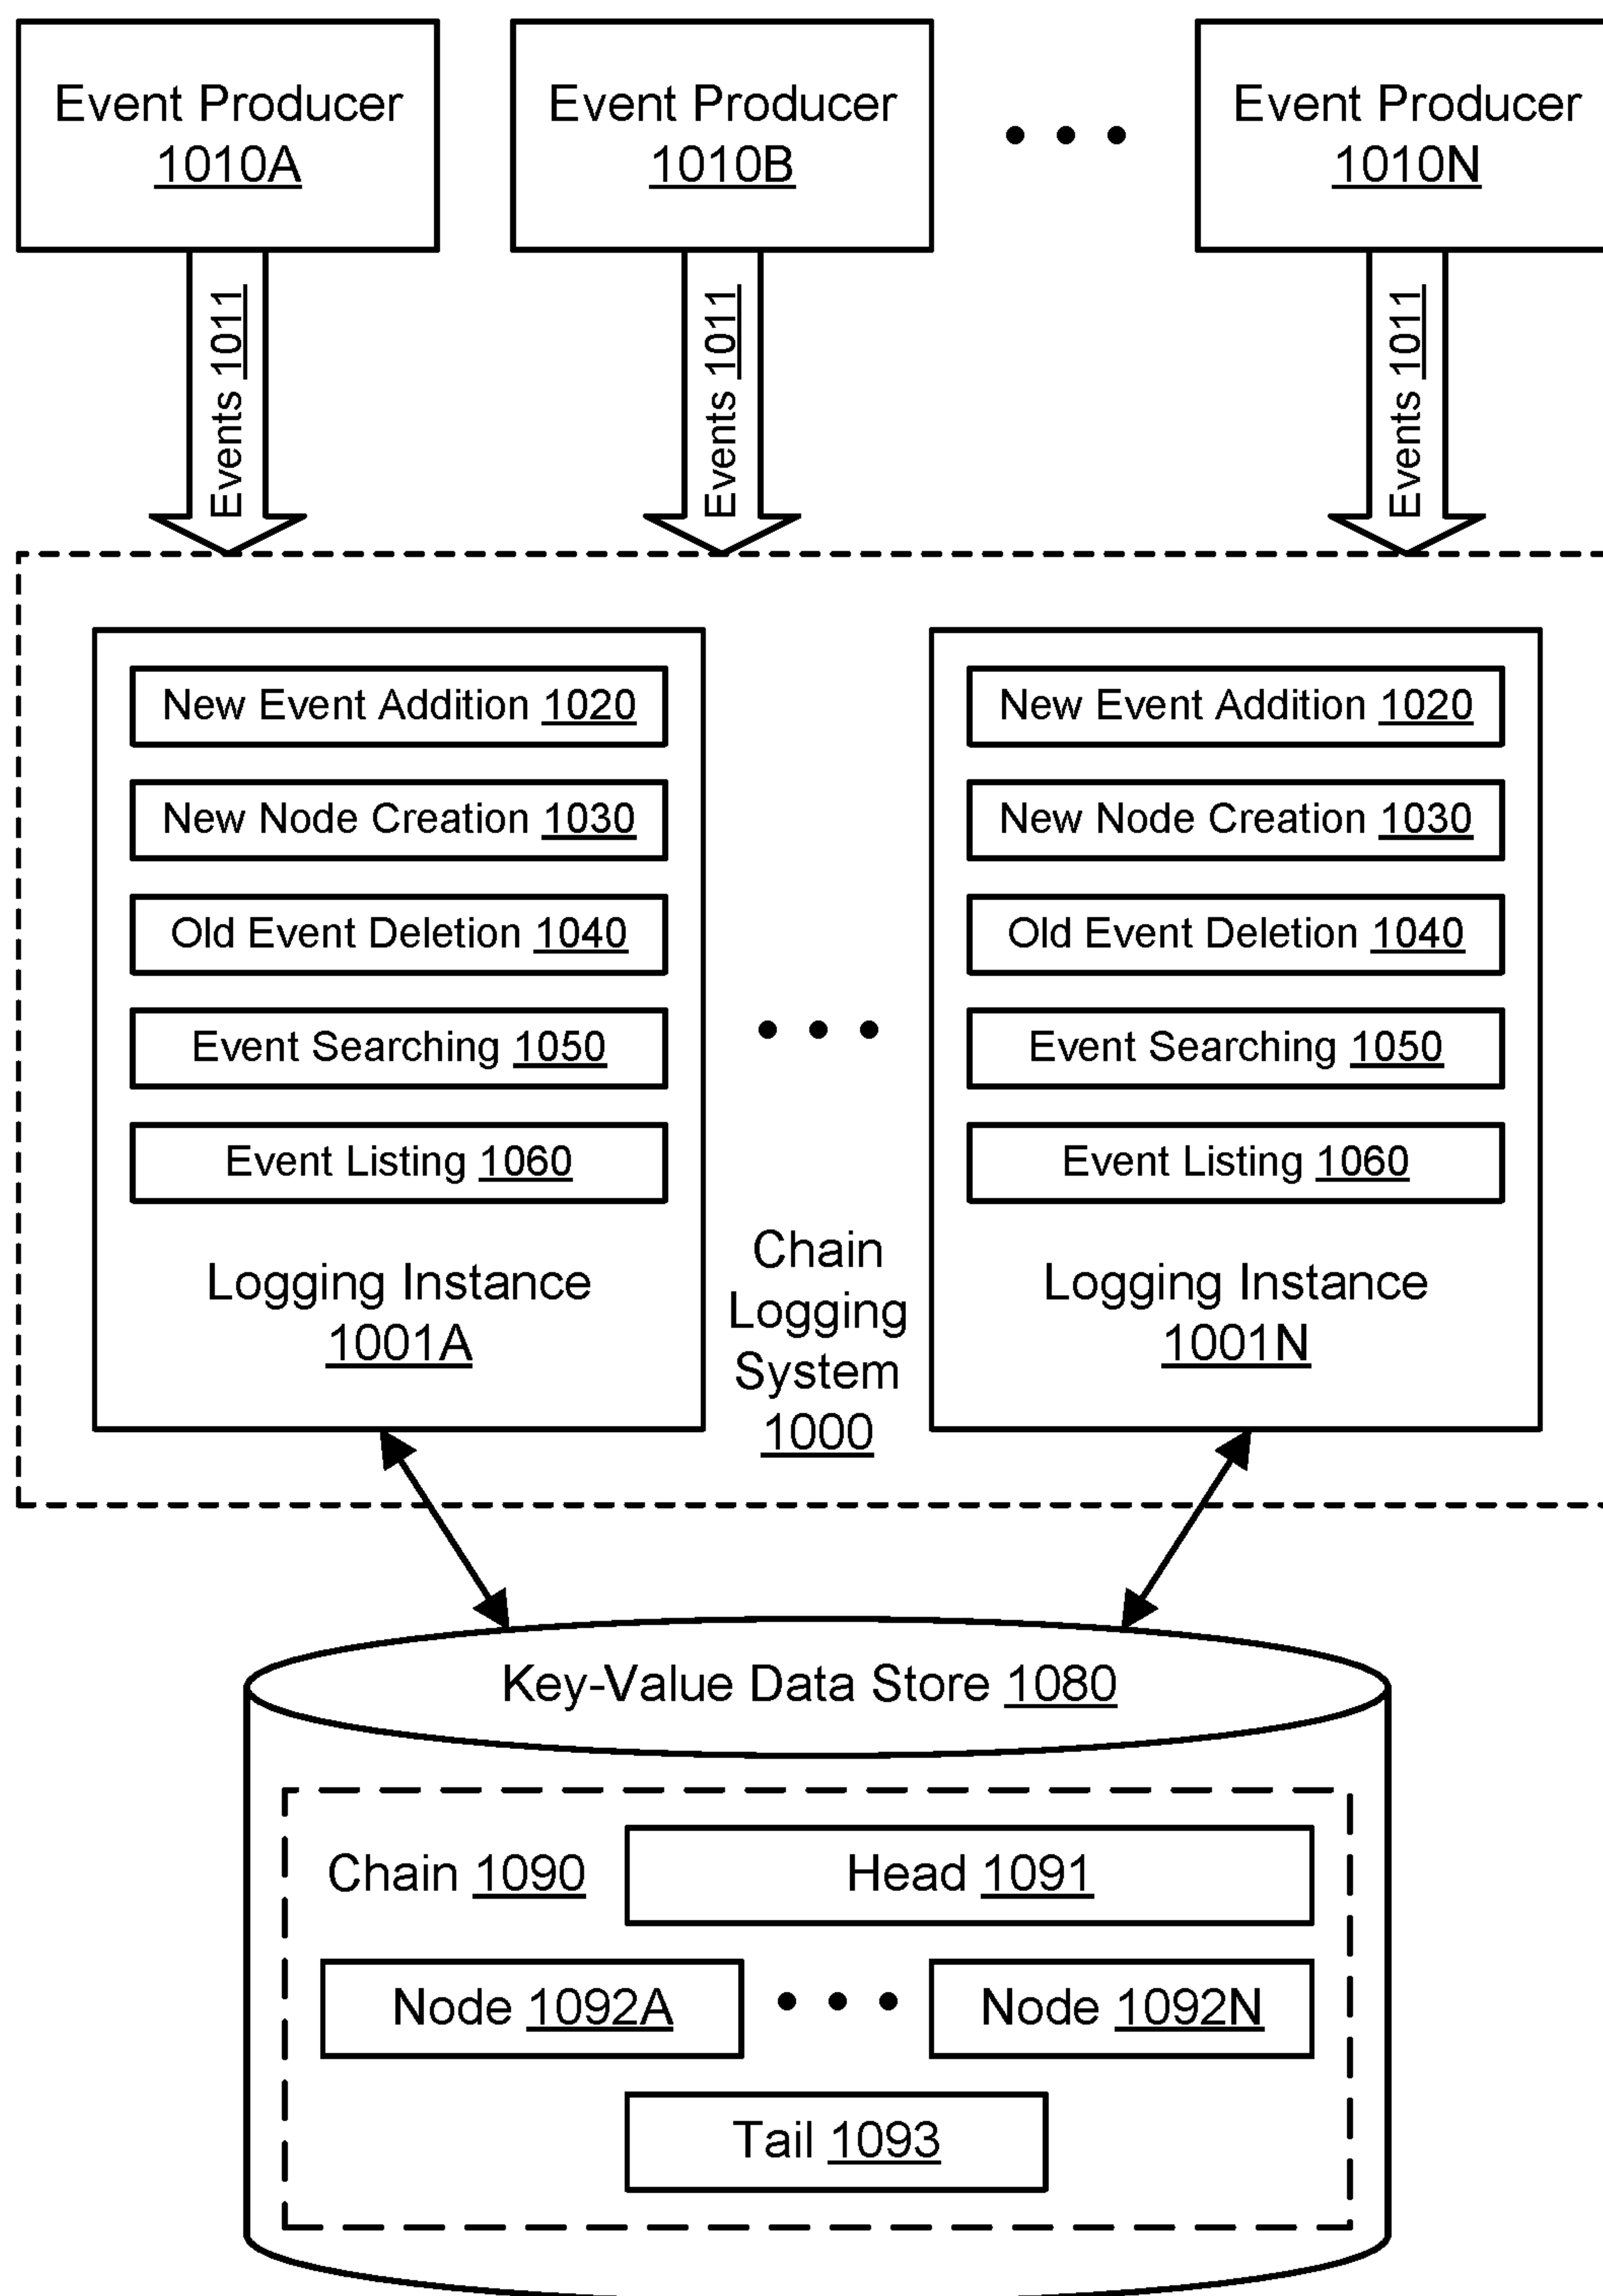 Event Producer
1010A
Event Producer
1010B
Event Producer
1010N
Events 1011
Events 1011
Events 1011
New Event Addition 1020
New Node Creation 1030
Old Event Deletion 1040
Event Searching 1050
Event Listing 1060
Logging Instance
1001A
Chain
Logging
System
1000
New Event Addition 1020
New Node Creation 1030
Old Event Deletion 1040
Event Searching 1050
Event Listing 1060
Logging Instance
1001N
Key-Value Data Store 1080
Chain 1090
Head 1091
Node 1092A
Node 1092N
Tail 1093